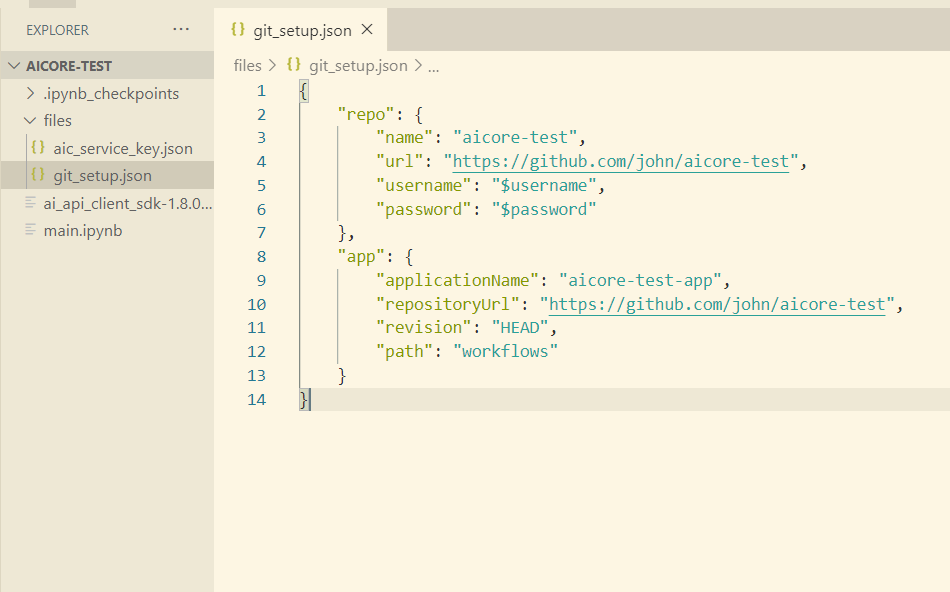 EXPLORER ...
AICORE-TEST
.ipynb_checkpoints
files
{} aic_service_key.json
{} git_setup.json
ai_api_client_sdk-1.8.0...
main.ipynb
{} git_setup.json ×
files > {} git_setup.json > ...
1 {
2 "repo": {
3 "name": "aicore-test",
4 "url": "https://github.com/john/aicore-test",
5 "username": "$username",
6 "password": "$password"
7 },
8 "app": {
9 "applicationName": "aicore-test-app",
10 "repositoryUrl": "https://github.com/john/aicore-test",
11 "revision": "HEAD",
12 "path": "workflows"
13 }
14 }